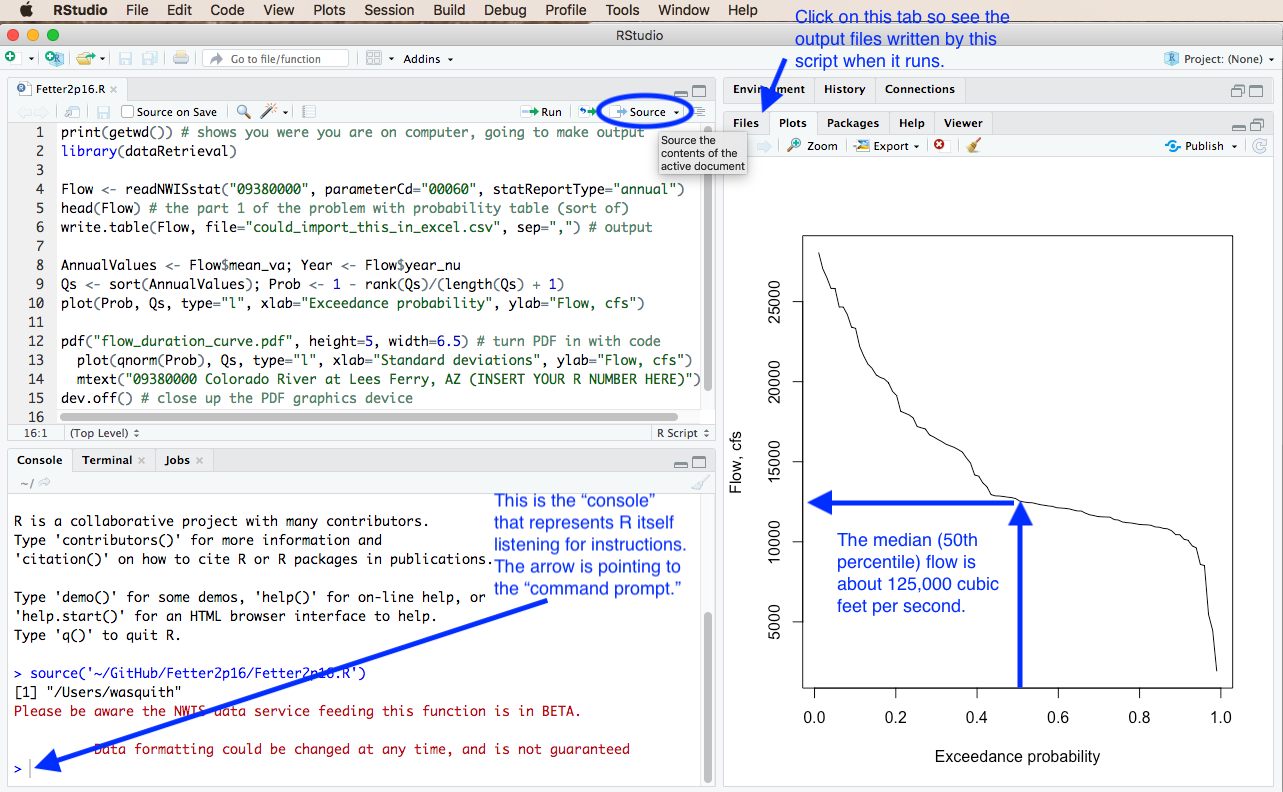 RStudio File Edit Code View Plots Session Build Debug Profile Tools Window Help
Click on this tab so see the
output files written by this
script when it runs.
RStudio
Go to file/function
Addins
Project: (None)
Fetter2p16.R
Source on Save
Run
Source
Source the
contents of the
active document
1 print(getwd()) # shows you were you are on computer, going to make output
2 library(dataRetrieval)
3
4 Flow <- readNWISstat("09380000", parameterCd="00060", statReportType="annual")
5 head(Flow) # the part 1 of the problem with probability table (sort of)
6 write.table(Flow, file="could_import_this_in_excel.csv", sep=",") # output
7
8 AnnualValues <- Flow$mean_va; Year <- Flow$year_nu
9 Qs <- sort(AnnualValues); Prob <- 1 - rank(Qs)/(length(Qs) + 1)
10 plot(Prob, Qs, type="l", xlab="Exceedance probability", ylab="Flow, cfs")
11
12 pdf("flow_duration_curve.pdf", height=5, width=6.5) # turn PDF in with code
13 plot(qnorm(Prob), Qs, type="l", xlab="Standard deviations", ylab="Flow, cfs")
14 mtext("09380000 Colorado River at Lees Ferry, AZ (INSERT YOUR R NUMBER HERE)")
15 dev.off() # close up the PDF graphics device
16
16:1 (Top Level) R Script
Console Terminal Jobs
~/
R is a collaborative project with many contributors.
Type 'contributors()' for more information and
'citation()' on how to cite R or R packages in publications.
Type 'demo()' for some demos, 'help()' for on-line help, or
'help.start()' for an HTML browser interface to help.
Type 'q()' to quit R.
> source('~/GitHub/Fetter2p16/Fetter2p16.R')
[1] "/Users/wasquith"
Please be aware the NWIS data service feeding this function is in BETA.
Data formatting could be changed at any time, and is not guaranteed
>
This is the “console”
that represents R itself
listening for instructions.
The arrow is pointing to
the “command prompt.”
Environment History Connections
Files Plots Packages Help Viewer
Zoom Export Publish
Flow, cfs
25000
20000
15000
10000
5000
The median (50th
percentile) flow is
about 125,000 cubic
feet per second.
0.0 0.2 0.4 0.6 0.8 1.0
Exceedance probability